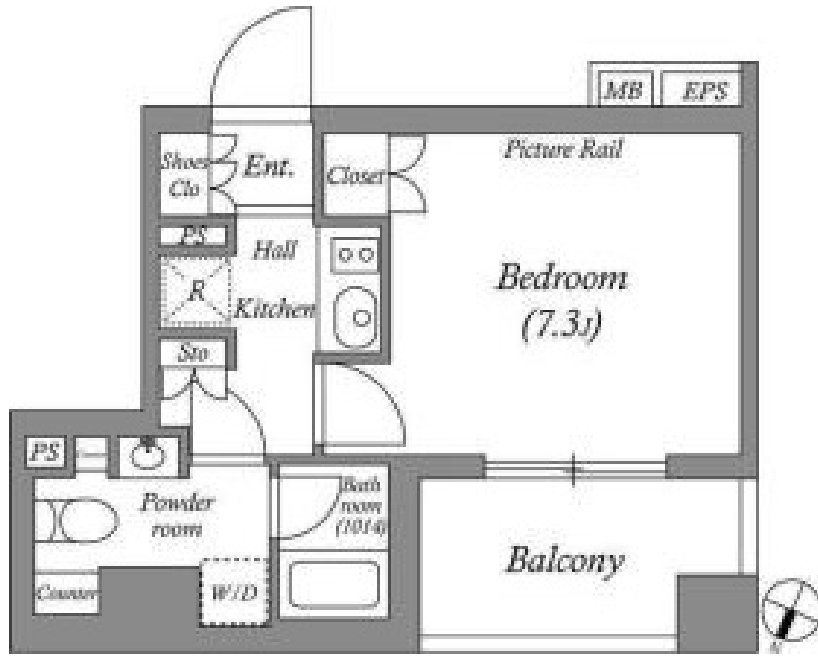 MB
EPS
Shoes
Clo
Ent.
Closet
Picture Rail
PS
Hall
R
Kitchen
Bedroom
(7.3J)
Sto
PS
Powder
room
Bath
room
(1014)
Balcony
Counter
W/D
N